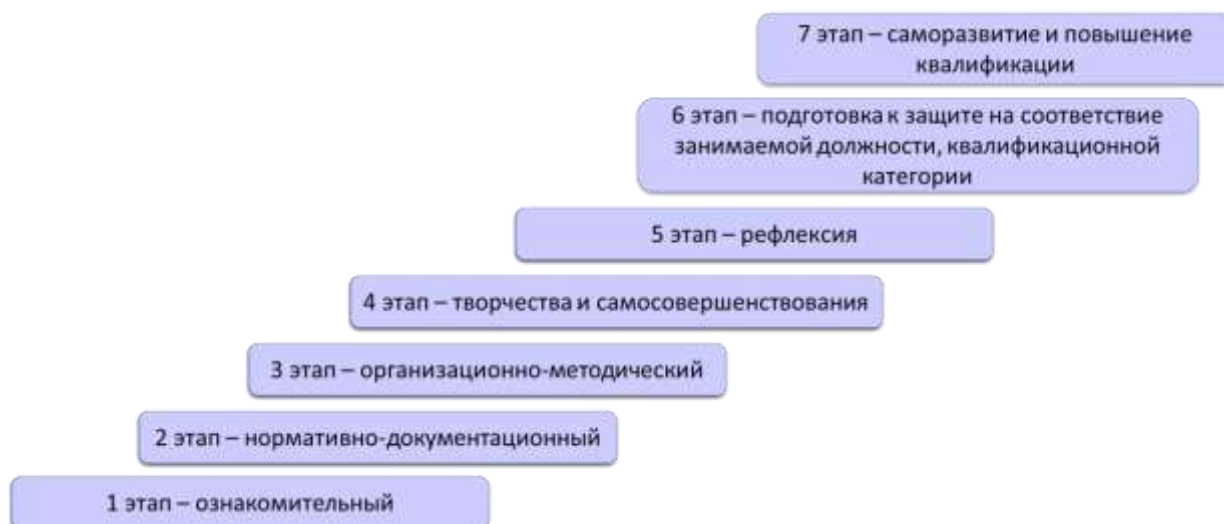 7 этап – саморазвитие и повышение
квалификации
6 этап – подготовка к защите на соответствие
занимаемой должности, квалификационной
категории
5 этап – рефлексия
4 этап – творчества и самосовершенствования
3 этап – организационно-методический
2 этап – нормативно-документационный
1 этап – ознакомительный